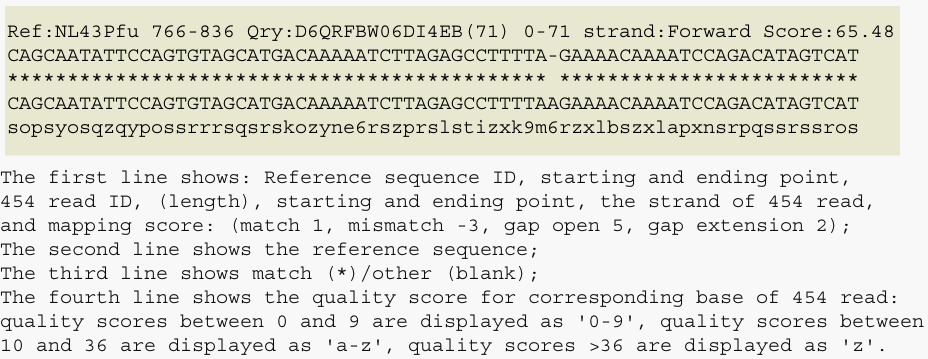 Ref:NL43Pfu 766-836 Qry:D6QRFBW06DI4EB(71) 0-71 strand:Forward Score:65.48
CAGCAATATTCCAGTGTAGCATGACAAAAATCTTAGAGCCTTTTA-GAAAACAAAATCCAGACATAGTCAT
********************************************* *************************
CAGCAATATTCCAGTGTAGCATGACAAAAATCTTAGAGCCTTTTAAGAAAACAAAATCCAGACATAGTCAT
sopsyosqzqypossrrrsqsrskozyne6rszprslstizxk9m6rzxlbszxlapxnsrpqssrssros
The first line shows: Reference sequence ID, starting and ending point,
454 read ID, (length), starting and ending point, the strand of 454 read,
and mapping score: (match 1, mismatch -3, gap open 5, gap extension 2);
The second line shows the reference sequence;
The third line shows match (*)/other (blank);
The fourth line shows the quality score for corresponding base of 454 read:
quality scores between 0 and 9 are displayed as '0-9', quality scores between
10 and 36 are displayed as 'a-z', quality scores >36 are displayed as 'z'.